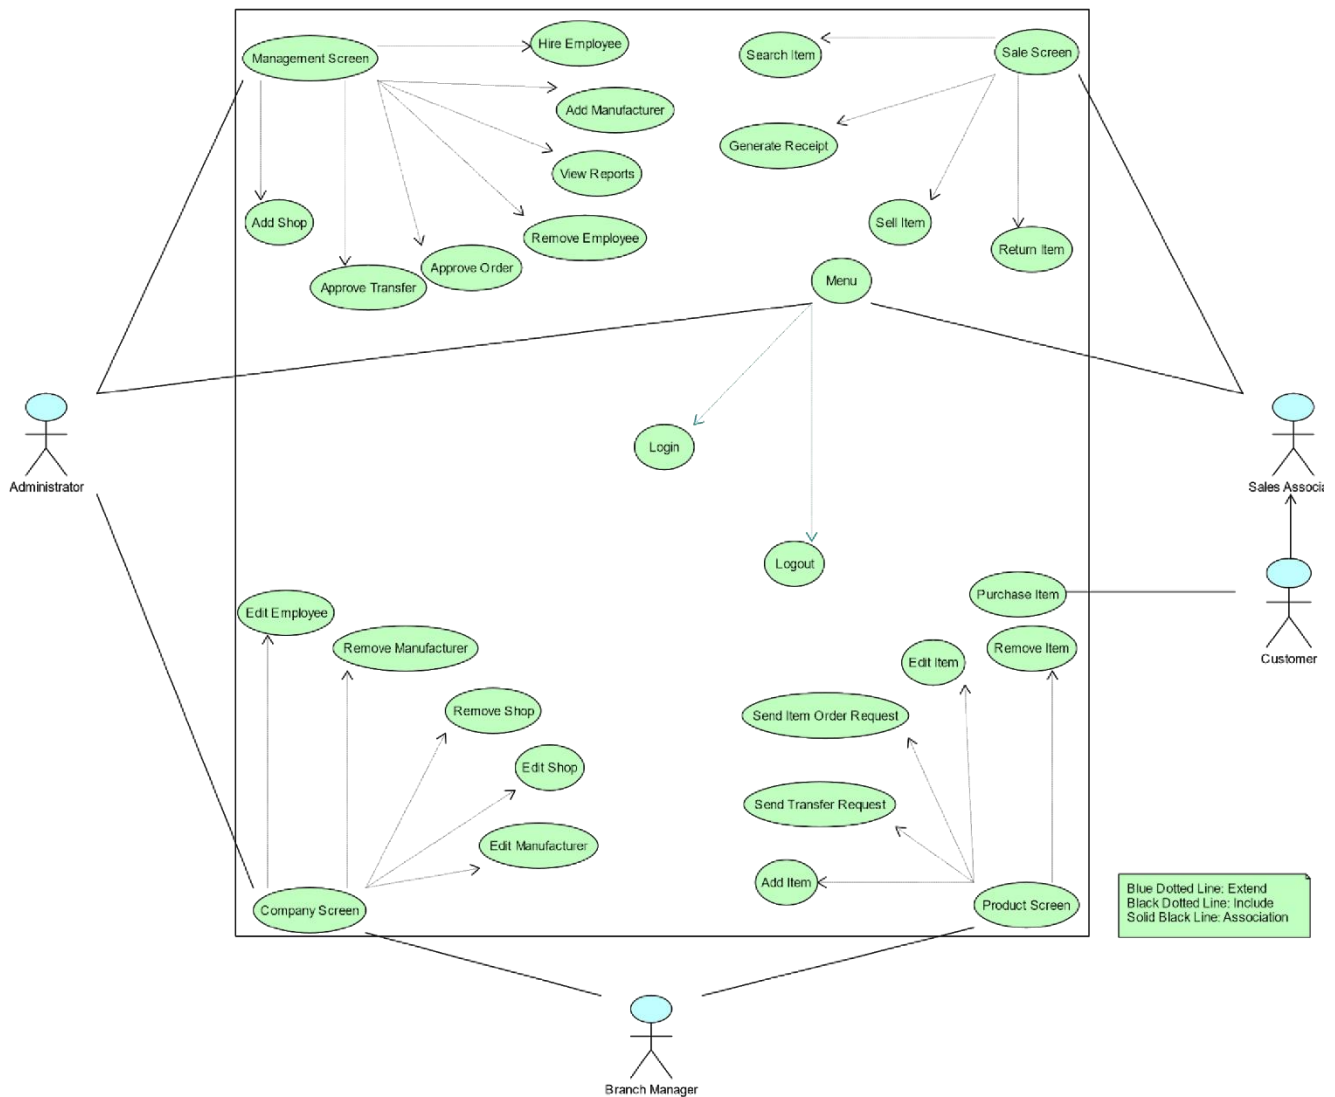 Management Screen
Hire Employee
Search Item
Sale Screen
Add Manufacturer
Generate Receipt
View Reports
Add Shop
Sell Item
Remove Employee
Return Item
Approve Order
Approve Transfer
Menu
Administrator
Login
Sales Associa
Logout
Purchase Item
Edit Employee
Remove Manufacturer
Edit Item
Remove Item
Customer
Remove Shop
Send Item Order Request
Edit Shop
Send Transfer Request
Edit Manufacturer
Add Item
Company Screen
Product Screen
Blue Dotted Line: Extend
Black Dotted Line: Include
Solid Black Line: Association
Branch Manager